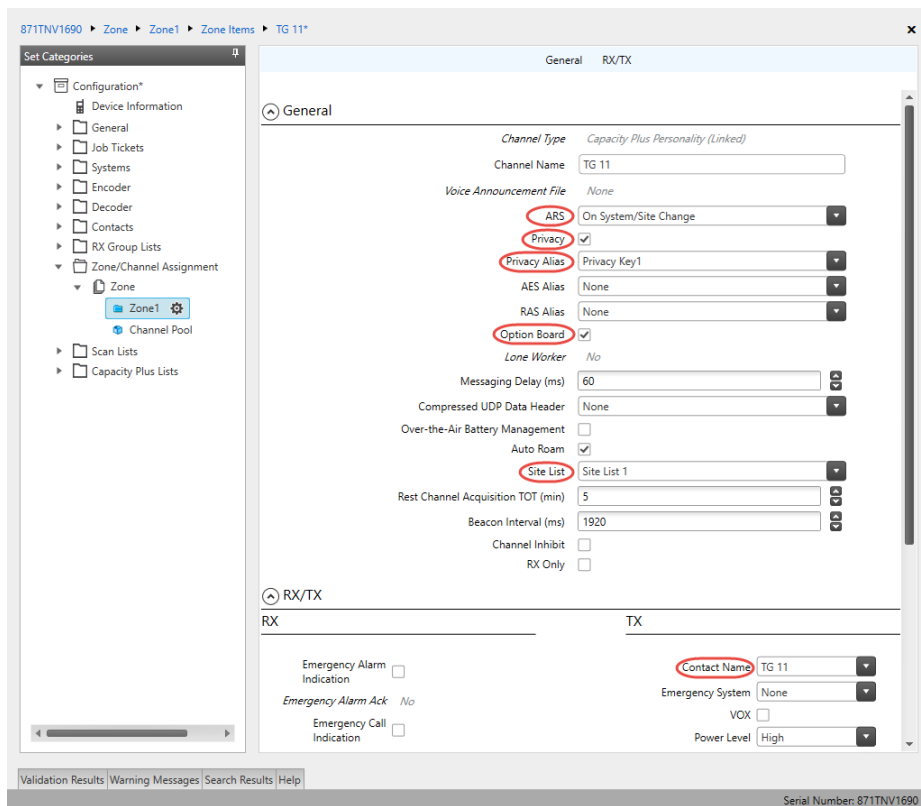 871TNV1690 Zone Zone1 Zone Items TG 11*
Set Categories
Configuration*
Device Information
General
Job Tickets
Systems
Encoder
Decoder
Contacts
RX Group Lists
Zone/Channel Assignment
Zone
Zone1
Channel Pool
Scan Lists
Capacity Plus Lists
General RX/TX
General
Channel Type Capacity Plus Personality (Linked)
Channel Name TG 11
Voice Announcement File None
ARS On System/Site Change
Privacy
Privacy Alias Privacy Key1
AES Alias None
RAS Alias None
Option Board
Lone Worker No
Messaging Delay (ms) 60
Compressed UDP Data Header None
Over-the-Air Battery Management
Auto Roam
Site List Site List 1
Rest Channel Acquisition TOT (min) 5
Beacon Interval (ms) 1920
Channel Inhibit
RX Only
RX/TX
RX
Emergency Alarm
Indication
Emergency Alarm Ack No
Emergency Call
Indication
TX
Contact Name TG 11
Emergency System None
VOX
Power Level High
Validation Results Warning Messages Search Results Help
Serial Number: 871TNV1690